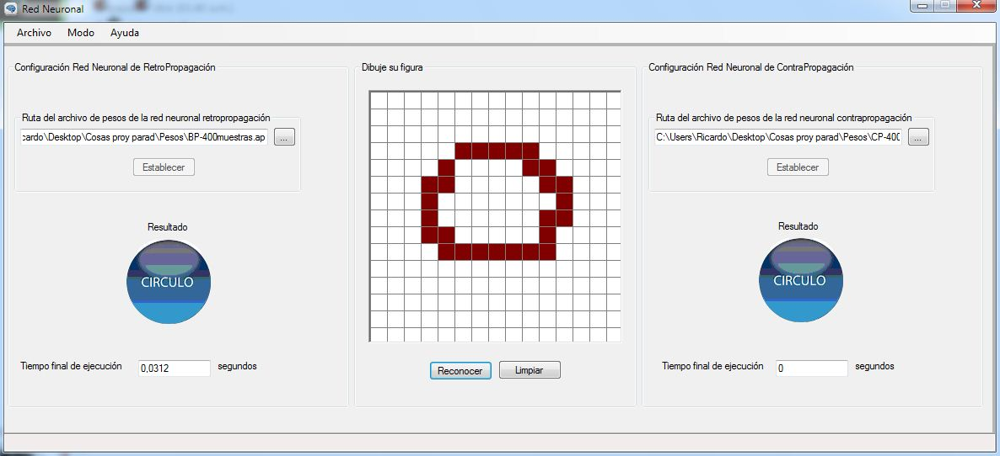 Red Neuronal
Archivo Modo Ayuda
Configuración Red Neuronal de RetroPropagación
Ruta del archivo de pesos de la red neuronal retropropagación
cardo\Desktop\Cosas proy parad\Pesos\BP-400muestras.ap
...
Establecer
Resultado
CIRCULO
Tiempo final de ejecución 0,0312 segundos
Dibuje su figura
Reconocer Limpiar
Configuración Red Neuronal de ContraPropagación
Ruta del archivo de pesos de la red neuronal contrapropagación
C:\Users\Ricardo\Desktop\Cosas proy parad\Pesos\CP-400
...
Establecer
Resultado
CIRCULO
Tiempo final de ejecución 0 segundos